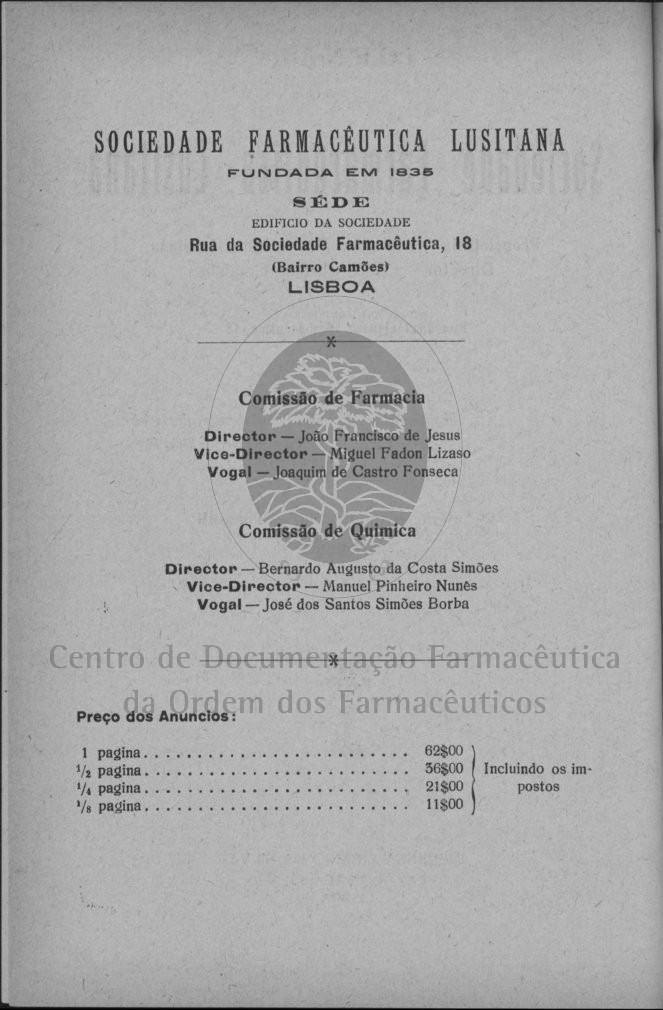 SOCIEDADE FARMACÊUTICA LUSITANA
FUNDADA EM 1835
SÉDE
EDIFICIO DA SOCIEDADE
Rua da Sociedade Farmacêutica, 18
(Bairro Camões)
LISBOA
Comissão de Farmacia
Director — João Francisco de Jesus
Vice-Director — Miguel Fadon Lizaso
Vogal — Joaquim de Castro Fonseca
Comissão de Quimica
Director — Bernardo Augusto da Costa Simões
Vice-Director — Manuel Pinheiro Nunes
Vogal — José dos Santos Simões Borba
Centro de Documentação Farmacêutica
da Ordem dos Farmacêuticos
Preço dos Anuncios:
1 pagina . . . . . . . . . . . . . . . . . . . . . . . . . 62$00
1/2 pagina . . . . . . . . . . . . . . . . . . . . . . . . . 36$00
1/4 pagina . . . . . . . . . . . . . . . . . . . . . . . . . 21$00
1/8 pagina . . . . . . . . . . . . . . . . . . . . . . . . . 11$00
Incluindo os im-
postos